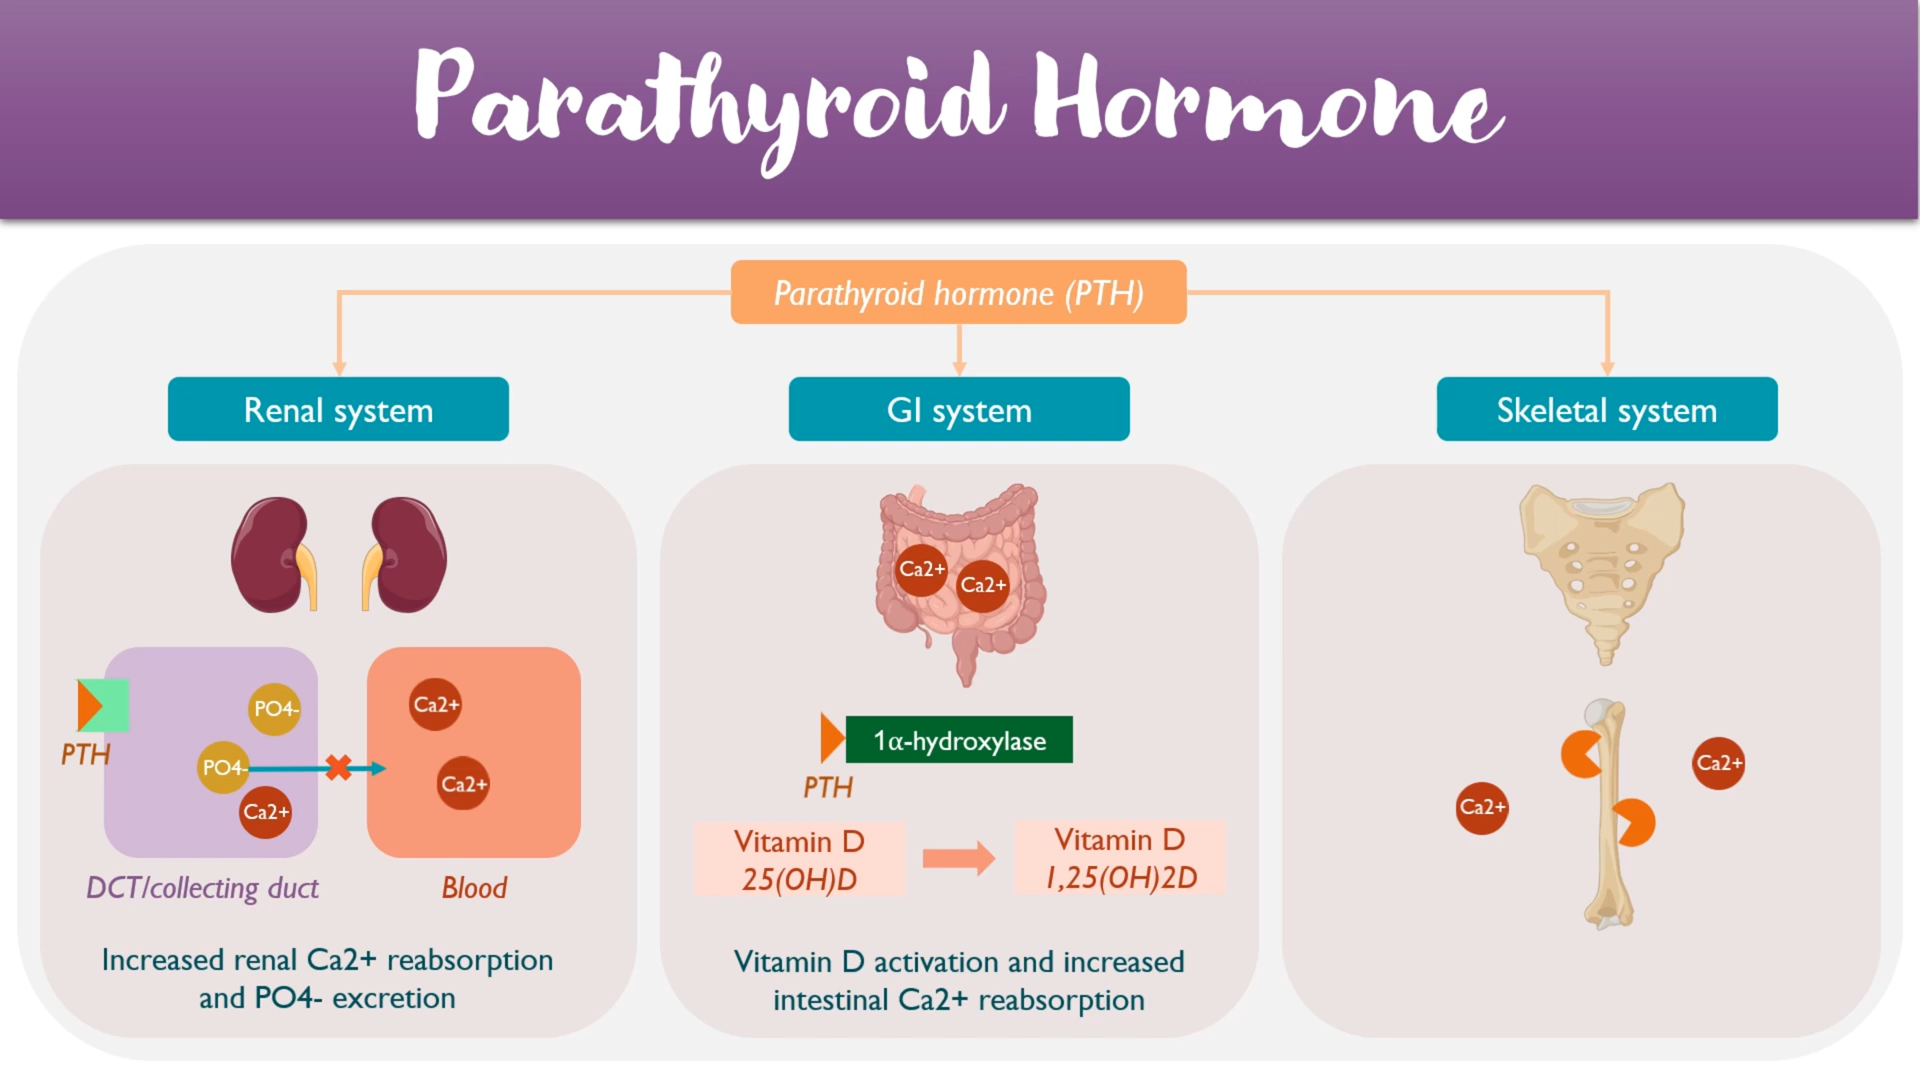 Parathyroid Hormone
Parathyroid hormone (PTH)
Renal system
GI system
Skeletal system
PTH
PO4-
PO4-
Ca2+
Ca2+
Ca2+
DCT/collecting duct
Blood
Increased renal Ca2+ reabsorption
and PO4- excretion
Ca2+
Ca2+
1α-hydroxylase
PTH
Vitamin D
25(OH)D
Vitamin D
1,25(OH)2D
Vitamin D activation and increased
intestinal Ca2+ reabsorption
Ca2+
Ca2+